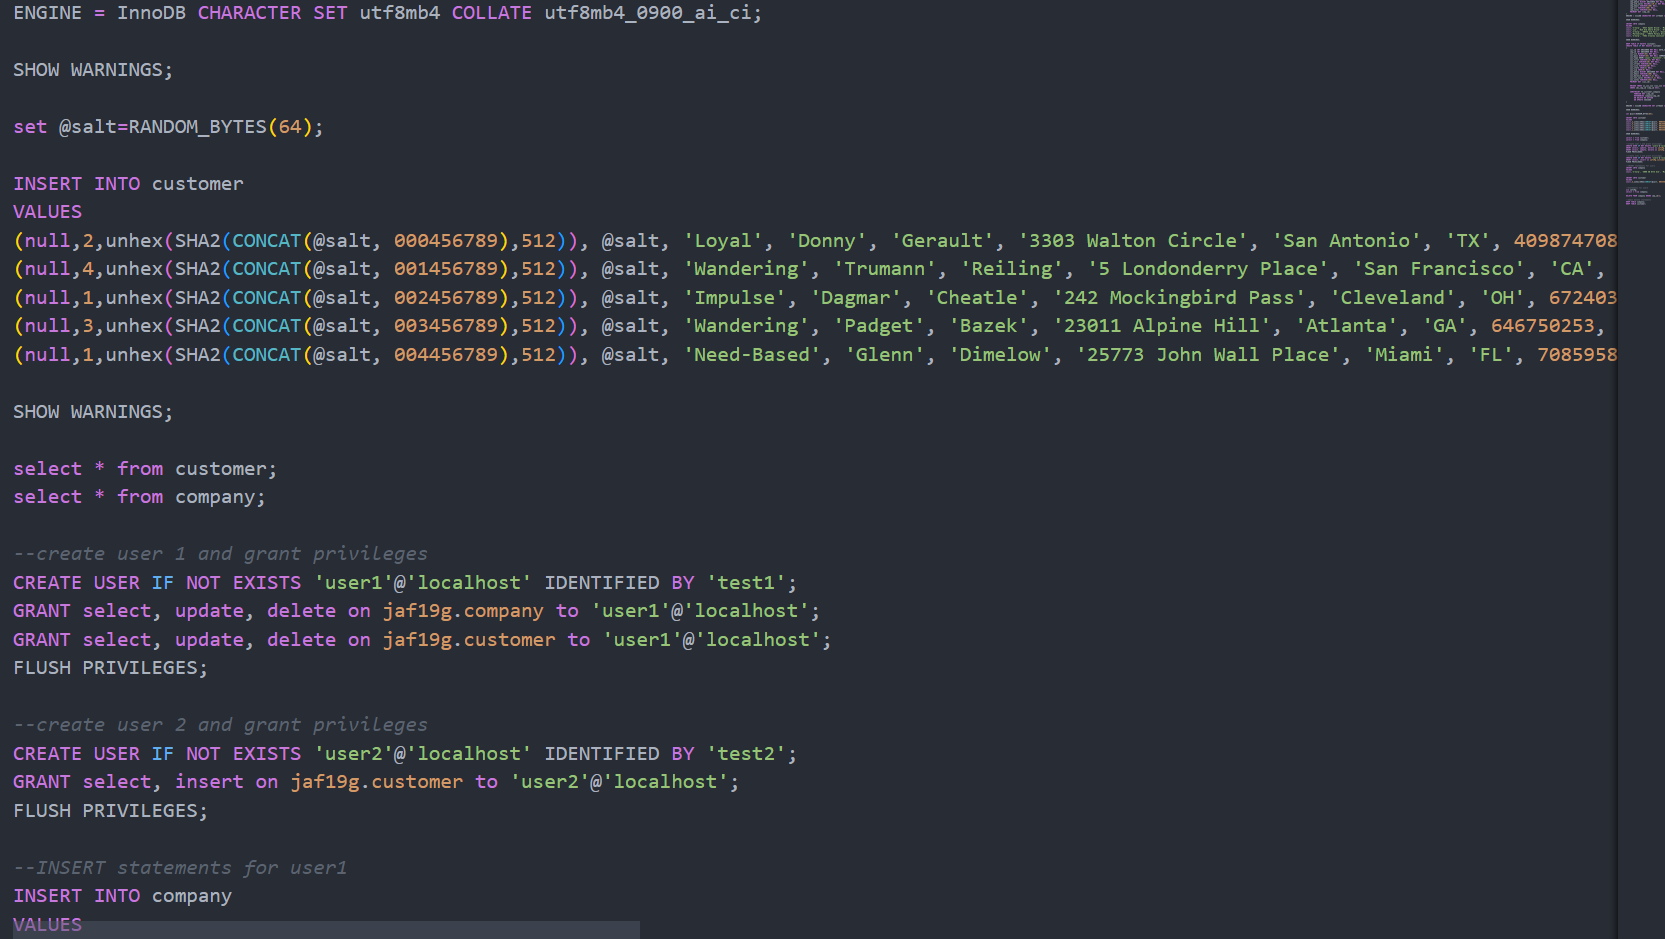 ENGINE = InnoDB CHARACTER SET utf8mb4 COLLATE utf8mb4_0900_ai_ci;
SHOW WARNINGS;
set @salt=RANDOM_BYTES(64);
INSERT INTO customer
VALUES
(null,2,unhex(SHA2(CONCAT(@salt, 000456789),512)), @salt, 'Loyal', 'Donny', 'Gerault', '3303 Walton Circle', 'San Antonio', 'TX', 409874708
(null,4,unhex(SHA2(CONCAT(@salt, 001456789),512)), @salt, 'Wandering', 'Trumann', 'Reiling', '5 Londonderry Place', 'San Francisco', 'CA',
(null,1,unhex(SHA2(CONCAT(@salt, 002456789),512)), @salt, 'Impulse', 'Dagmar', 'Cheatle', '242 Mockingbird Pass', 'Cleveland', 'OH', 672403
(null,3,unhex(SHA2(CONCAT(@salt, 003456789),512)), @salt, 'Wandering', 'Padget', 'Bazek', '23011 Alpine Hill', 'Atlanta', 'GA', 646750253,
(null,1,unhex(SHA2(CONCAT(@salt, 004456789),512)), @salt, 'Need-Based', 'Glenn', 'Dimelow', '25773 John Wall Place', 'Miami', 'FL', 7085958
SHOW WARNINGS;
select * from customer;
select * from company;
--create user 1 and grant privileges
CREATE USER IF NOT EXISTS 'user1'@'localhost' IDENTIFIED BY 'test1';
GRANT select, update, delete on jaf19g.company to 'user1'@'localhost';
GRANT select, update, delete on jaf19g.customer to 'user1'@'localhost';
FLUSH PRIVILEGES;
--create user 2 and grant privileges
CREATE USER IF NOT EXISTS 'user2'@'localhost' IDENTIFIED BY 'test2';
GRANT select, insert on jaf19g.customer to 'user2'@'localhost';
FLUSH PRIVILEGES;
--INSERT statements for user1
INSERT INTO company
VALUES